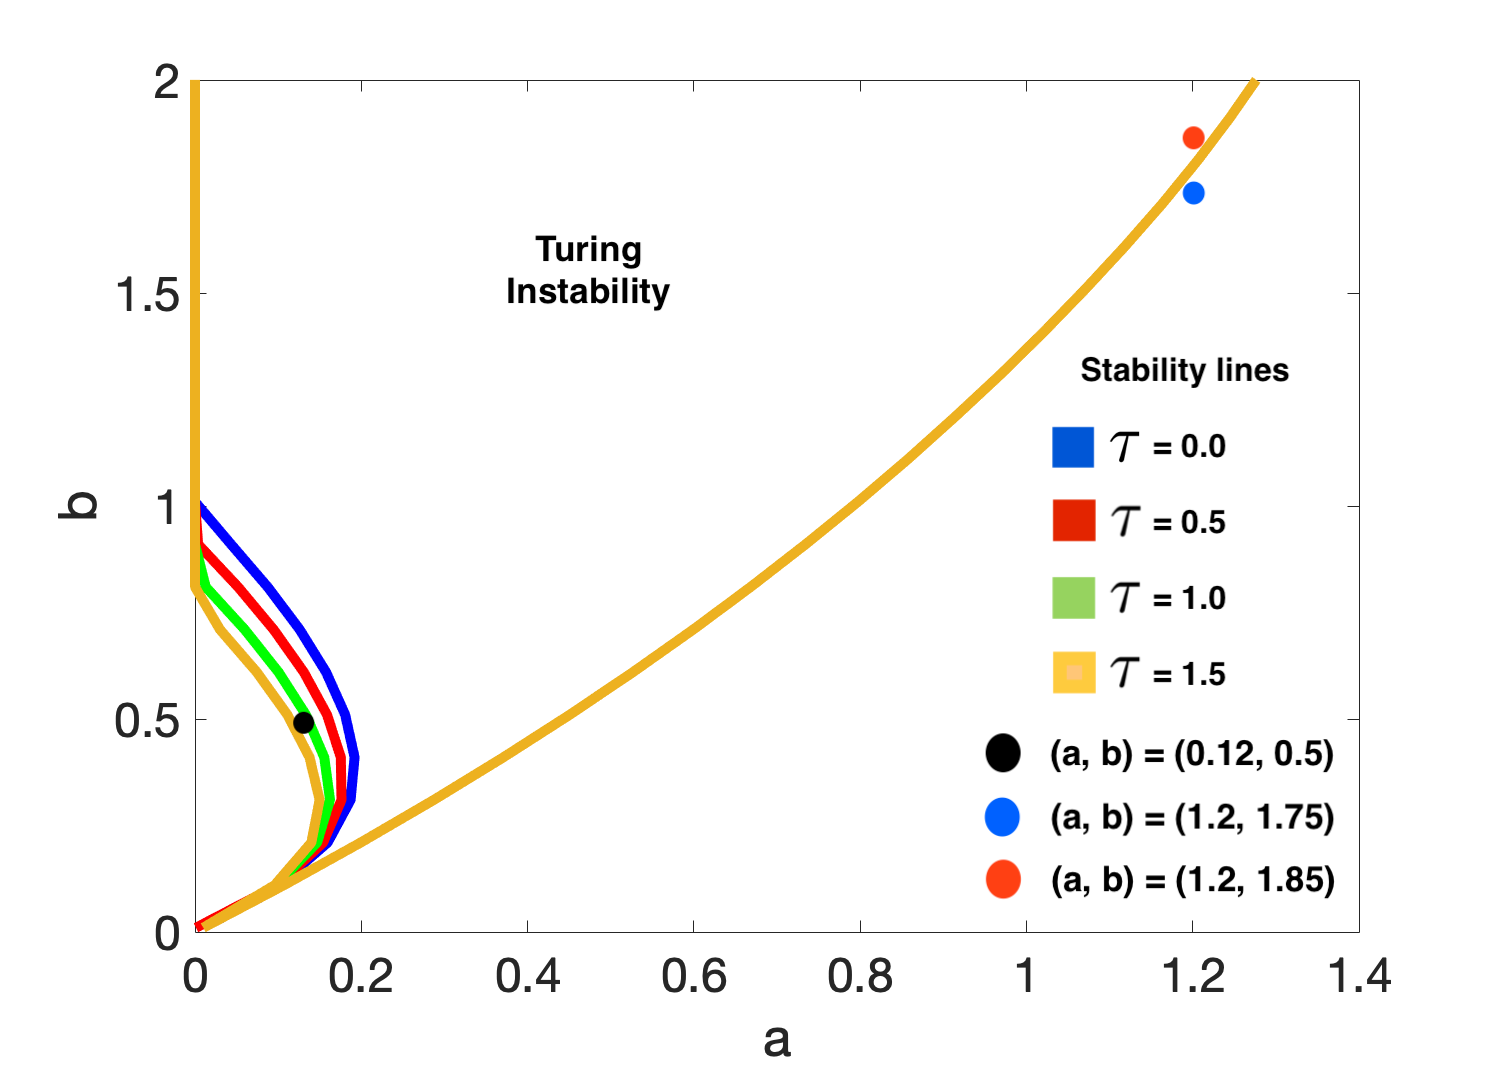 2
1.5
1
0.5
0
b
Turing
Instability
Stability lines
τ = 0.0
τ = 0.5
τ = 1.0
τ = 1.5
(a, b) = (0.12, 0.5)
(a, b) = (1.2, 1.75)
(a, b) = (1.2, 1.85)
0 0.2 0.4 0.6 0.8 1 1.2 1.4
a